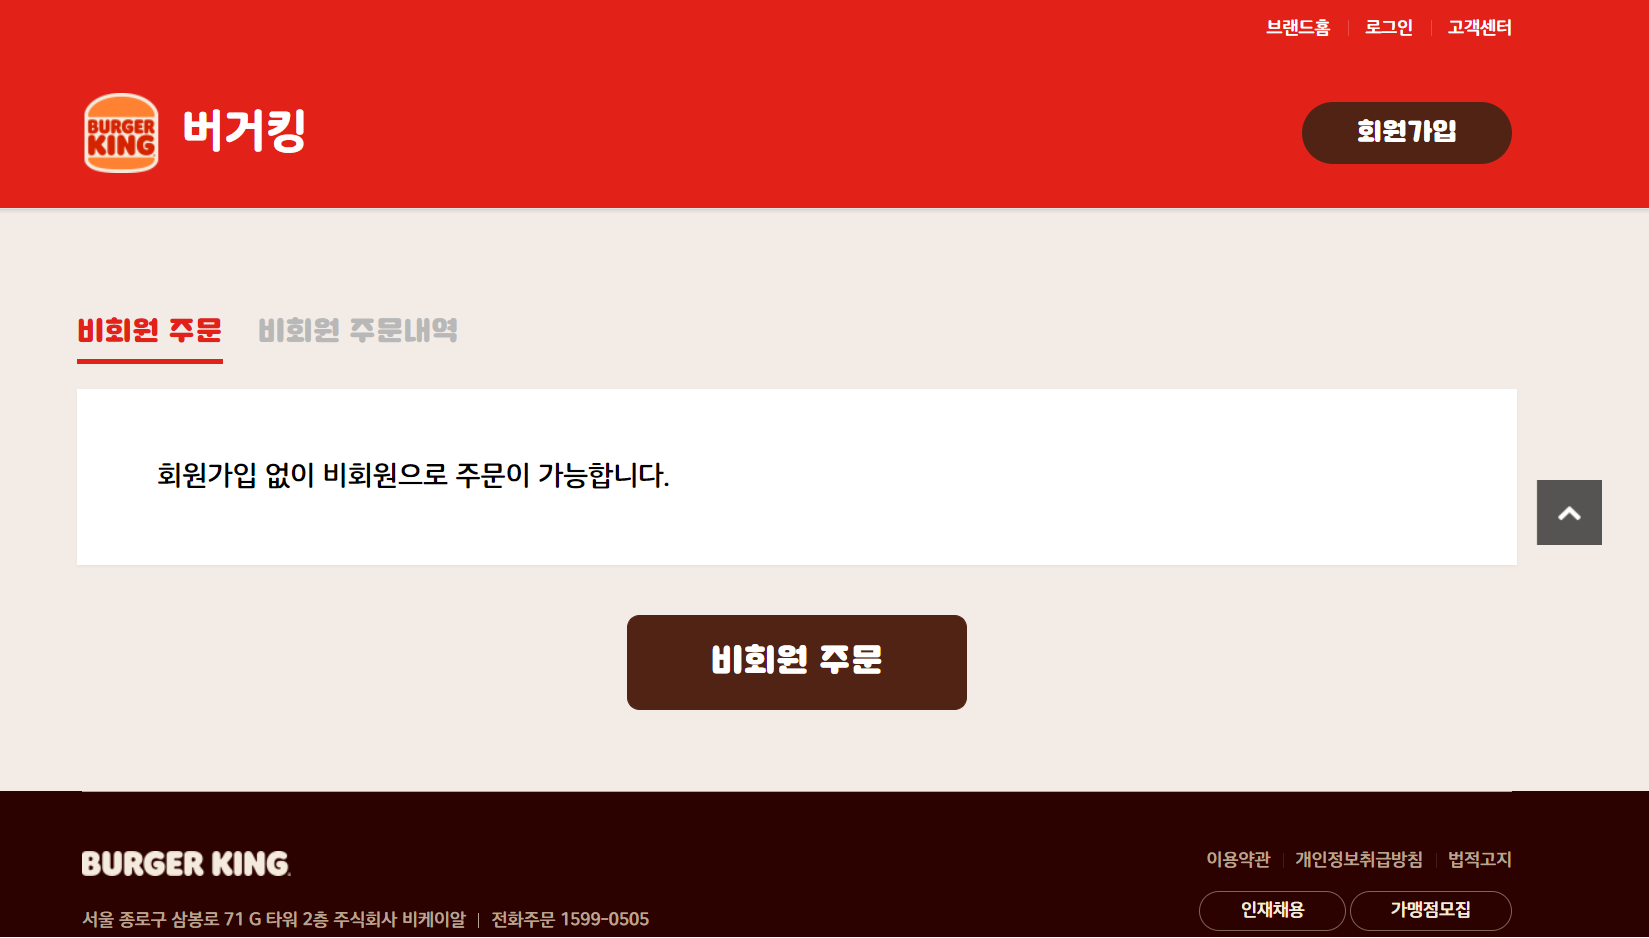 브랜드홈 로그인 고객센터
BURGER KING 버거킹 회원가입
비회원 주문 비회원 주문내역
회원가입 없이 비회원으로 주문이 가능합니다.
비회원 주문
BURGER KING.
이용약관 개인정보취급방침 법적고지
인재채용 가맹점모집
서울 종로구 삼봉로 71 G 타워 2층 주식회사 비케이알 | 전화주문 1599-0505